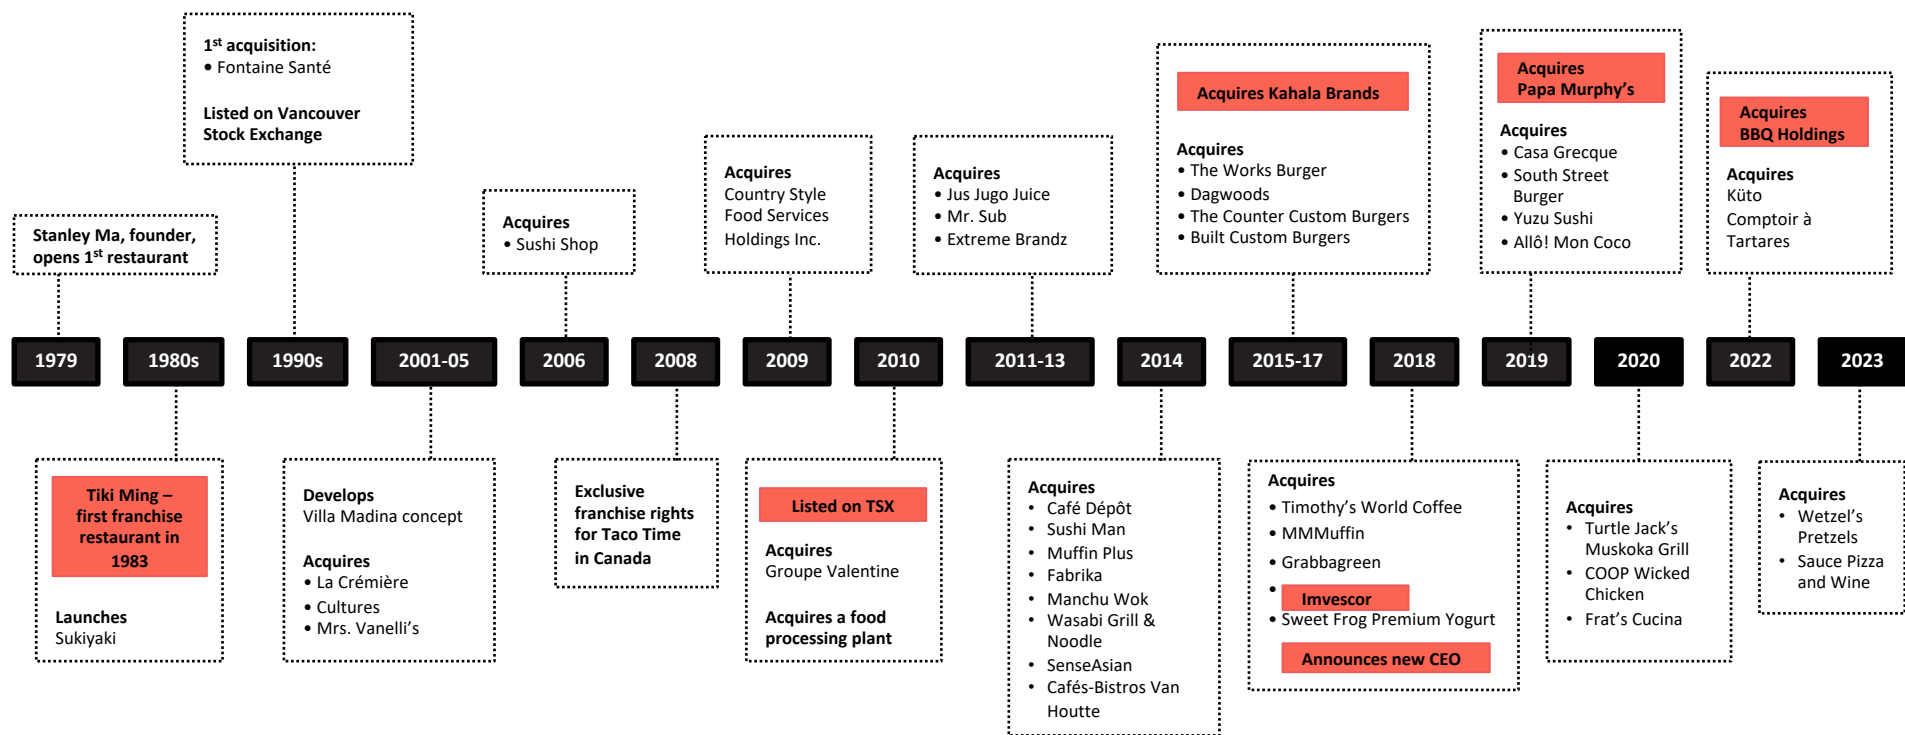 1st acquisition:
• Fontaine Santé
Listed on Vancouver
Stock Exchange
Stanley Ma, founder,
opens 1st restaurant
Acquires
• Sushi Shop
Acquires
Country Style
Food Services
Holdings Inc.
Acquires
• Jus Jugo Juice
• Mr. Sub
• Extreme Brandz
Acquires Kahala Brands
Acquires
• The Works Burger
• Dagwoods
• The Counter Custom Burgers
• Built Custom Burgers
Acquires
Papa Murphy's
Acquires
• Casa Grecque
• South Street
Burger
• Yuzu Sushi
• Allô! Mon Coco
Acquires
BBQ Holdings
Acquires
Küto
Comptoir à
Tartares
1979
1980s
1990s
2001-05
2006
2008
2009
2010
2011-13
2014
2015-17
2018
2019
2020
2022
2023
Tiki Ming –
first franchise
restaurant in
1983
Launches
Sukiyaki
Develops
Villa Madina concept
Acquires
• La Crémière
• Cultures
• Mrs. Vanelli's
Exclusive
franchise rights
for Taco Time
in Canada
Listed on TSX
Acquires
Groupe Valentine
Acquires a food
processing plant
Acquires
• Café Dépôt
• Sushi Man
• Muffin Plus
• Fabrika
• Manchu Wok
• Wasabi Grill &
Noodle
• SenseAsian
• Cafés-Bistros Van
Houtte
Acquires
• Timothy's World Coffee
• MMMuffin
• Grabbagreen
• Imvescor
• Sweet Frog Premium Yogurt
Announces new CEO
Acquires
• Turtle Jack's
Muskoka Grill
• COOP Wicked
Chicken
• Frat's Cucina
Acquires
• Wetzel's
Pretzels
• Sauce Pizza
and Wine